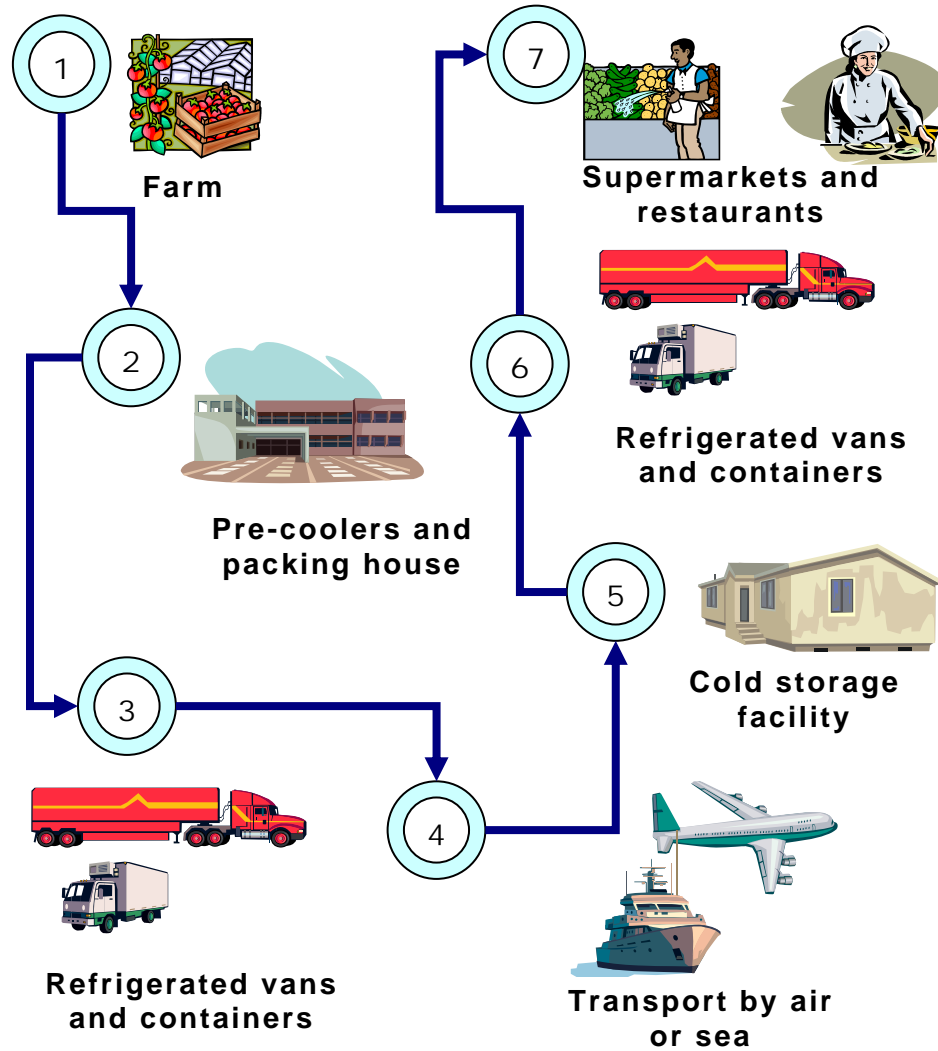 1
Farm
2
Pre-coolers and
packing house
3
Refrigerated vans
and containers
4
Transport by air
or sea
5
Cold storage
facility
6
Refrigerated vans
and containers
7
Supermarkets and
restaurants